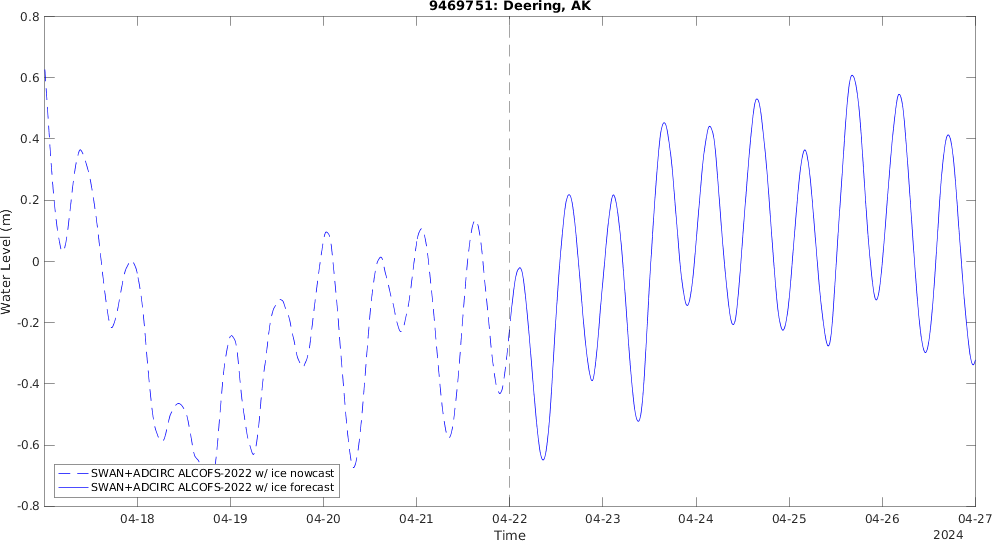 9469751: Deering, AK
0.8
0.6
0.4
0.2
0
-0.2
-0.4
-0.6
-0.8
Water Level (m)
SWAN+ADCIRC ALCOFS-2022 w/ ice nowcast
SWAN+ADCIRC ALCOFS-2022 w/ ice forecast
04-18 04-19 04-20 04-21 04-22 04-23 04-24 04-25 04-26 04-27
Time
2024